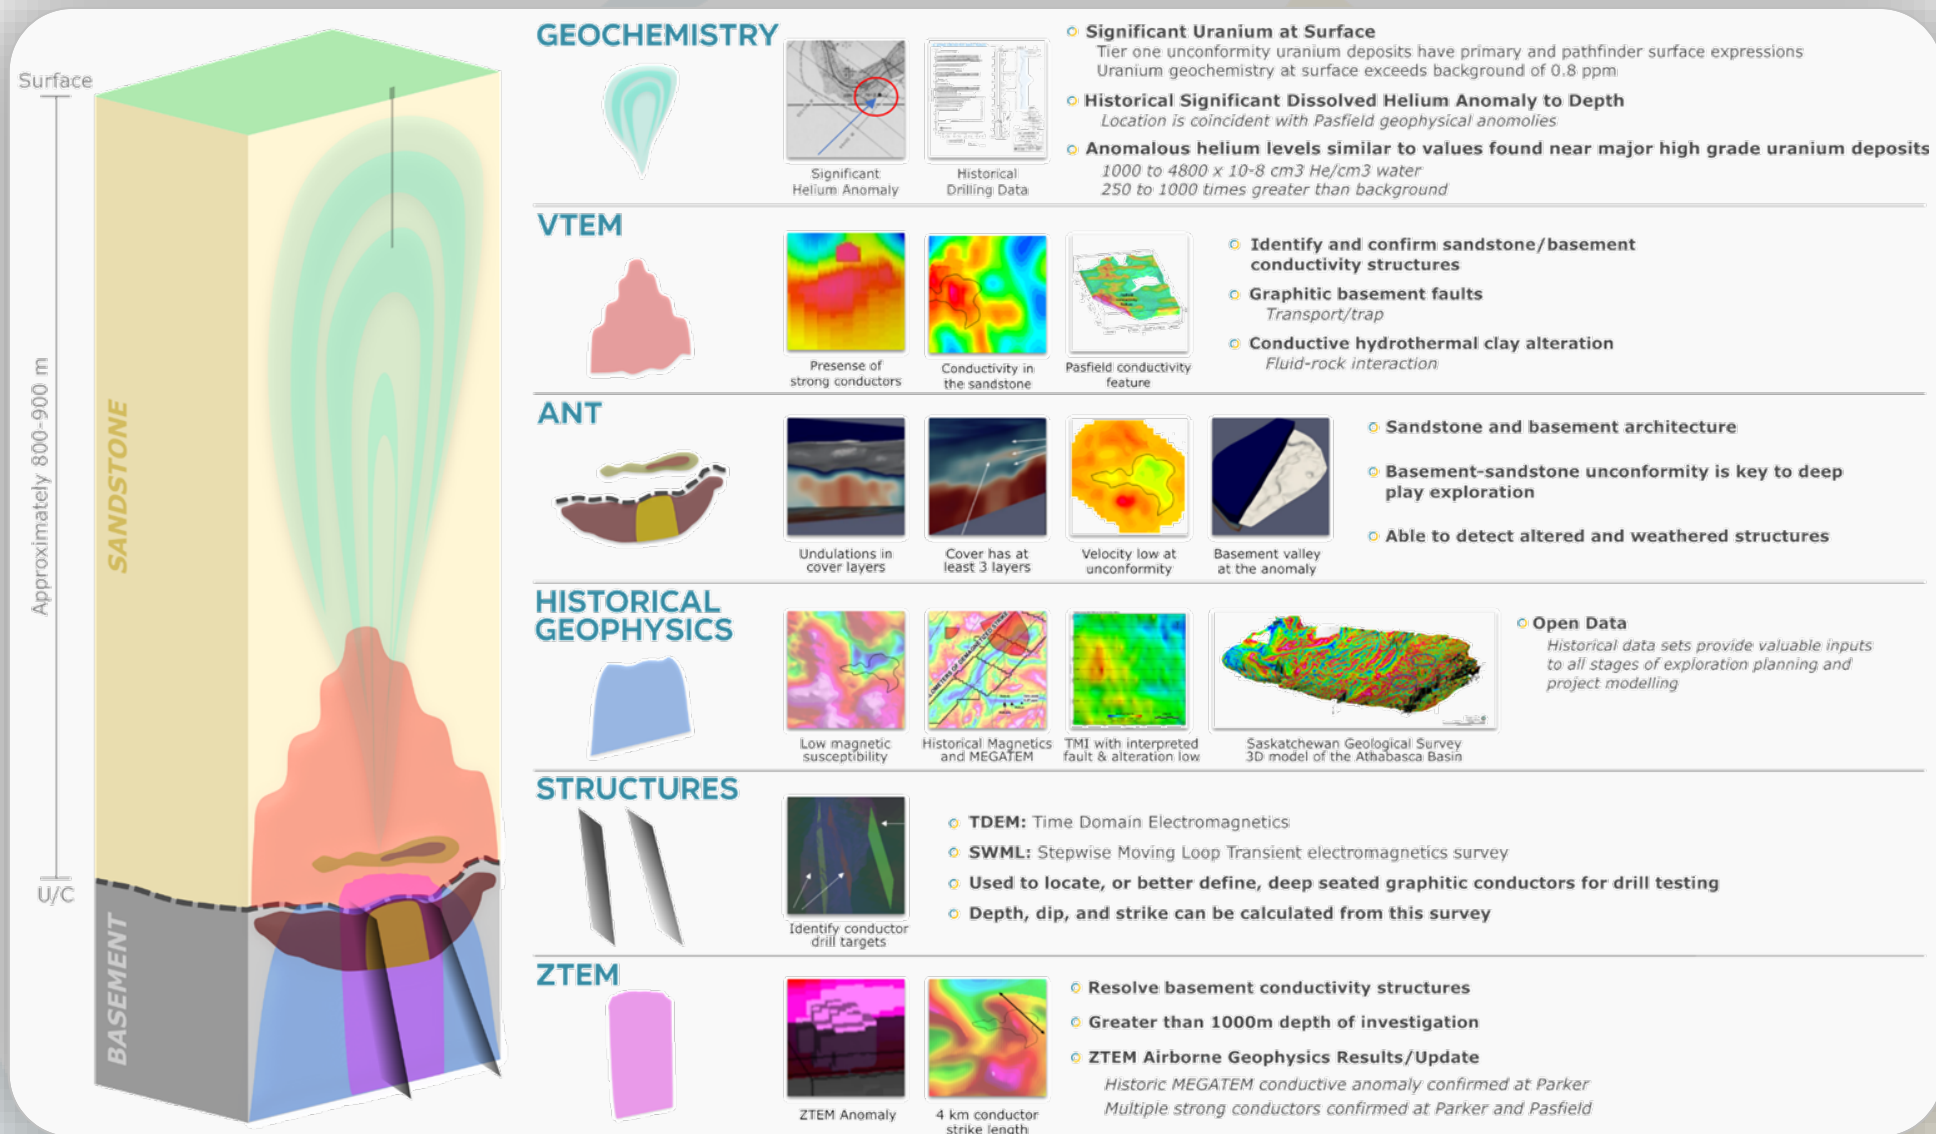 Surface
Approximately 800-900 m
SANDSTONE
U/C
BASEMENT
GEOCHEMISTRY
Significant
Helium Anomaly
Historical
Drilling Data
Significant Uranium at Surface
Tier one unconformity uranium deposits have primary and pathfinder surface expressions
Uranium geochemistry at surface exceeds background of 0.8 ppm
Historical Significant Dissolved Helium Anomaly to Depth
Location is coincident with Pasfield geophysical anomolies
Anomalous helium levels similar to values found near major high grade uranium deposits
1000 to 4800 x 10-8 cm3 He/cm3 water
250 to 1000 times greater than background
VTEM
Presense of
strong conductors
Conductivity in
the sandstone
Pasfield conductivity
feature
Identify and confirm sandstone/basement
conductivity structures
Graphitic basement faults
Transport/trap
Conductive hydrothermal clay alteration
Fluid-rock interaction
ANT
Undulations in
cover layers
Cover has at
least 3 layers
Velocity low at
unconformity
Basement valley
at the anomaly
Sandstone and basement architecture
Basement-sandstone unconformity is key to deep
play exploration
Able to detect altered and weathered structures
HISTORICAL
GEOPHYSICS
Low magnetic
susceptibility
Historical Magnetics
and MEGATEM
TMI with interpreted
fault & alteration low
Saskatchewan Geological Survey
3D model of the Athabasca Basin
Open Data
Historical data sets provide valuable inputs
to all stages of exploration planning and
project modelling
STRUCTURES
Identify conductor
drill targets
TDEM: Time Domain Electromagnetics
SWML: Stepwise Moving Loop Transient electromagnetics survey
Used to locate, or better define, deep seated graphitic conductors for drill testing
Depth, dip, and strike can be calculated from this survey
ZTEM
ZTEM Anomaly
4 km conductor
strike length
Resolve basement conductivity structures
Greater than 1000m depth of investigation
ZTEM Airborne Geophysics Results/Update
Historic MEGATEM conductive anomaly confirmed at Parker
Multiple strong conductors confirmed at Parker and Pasfield